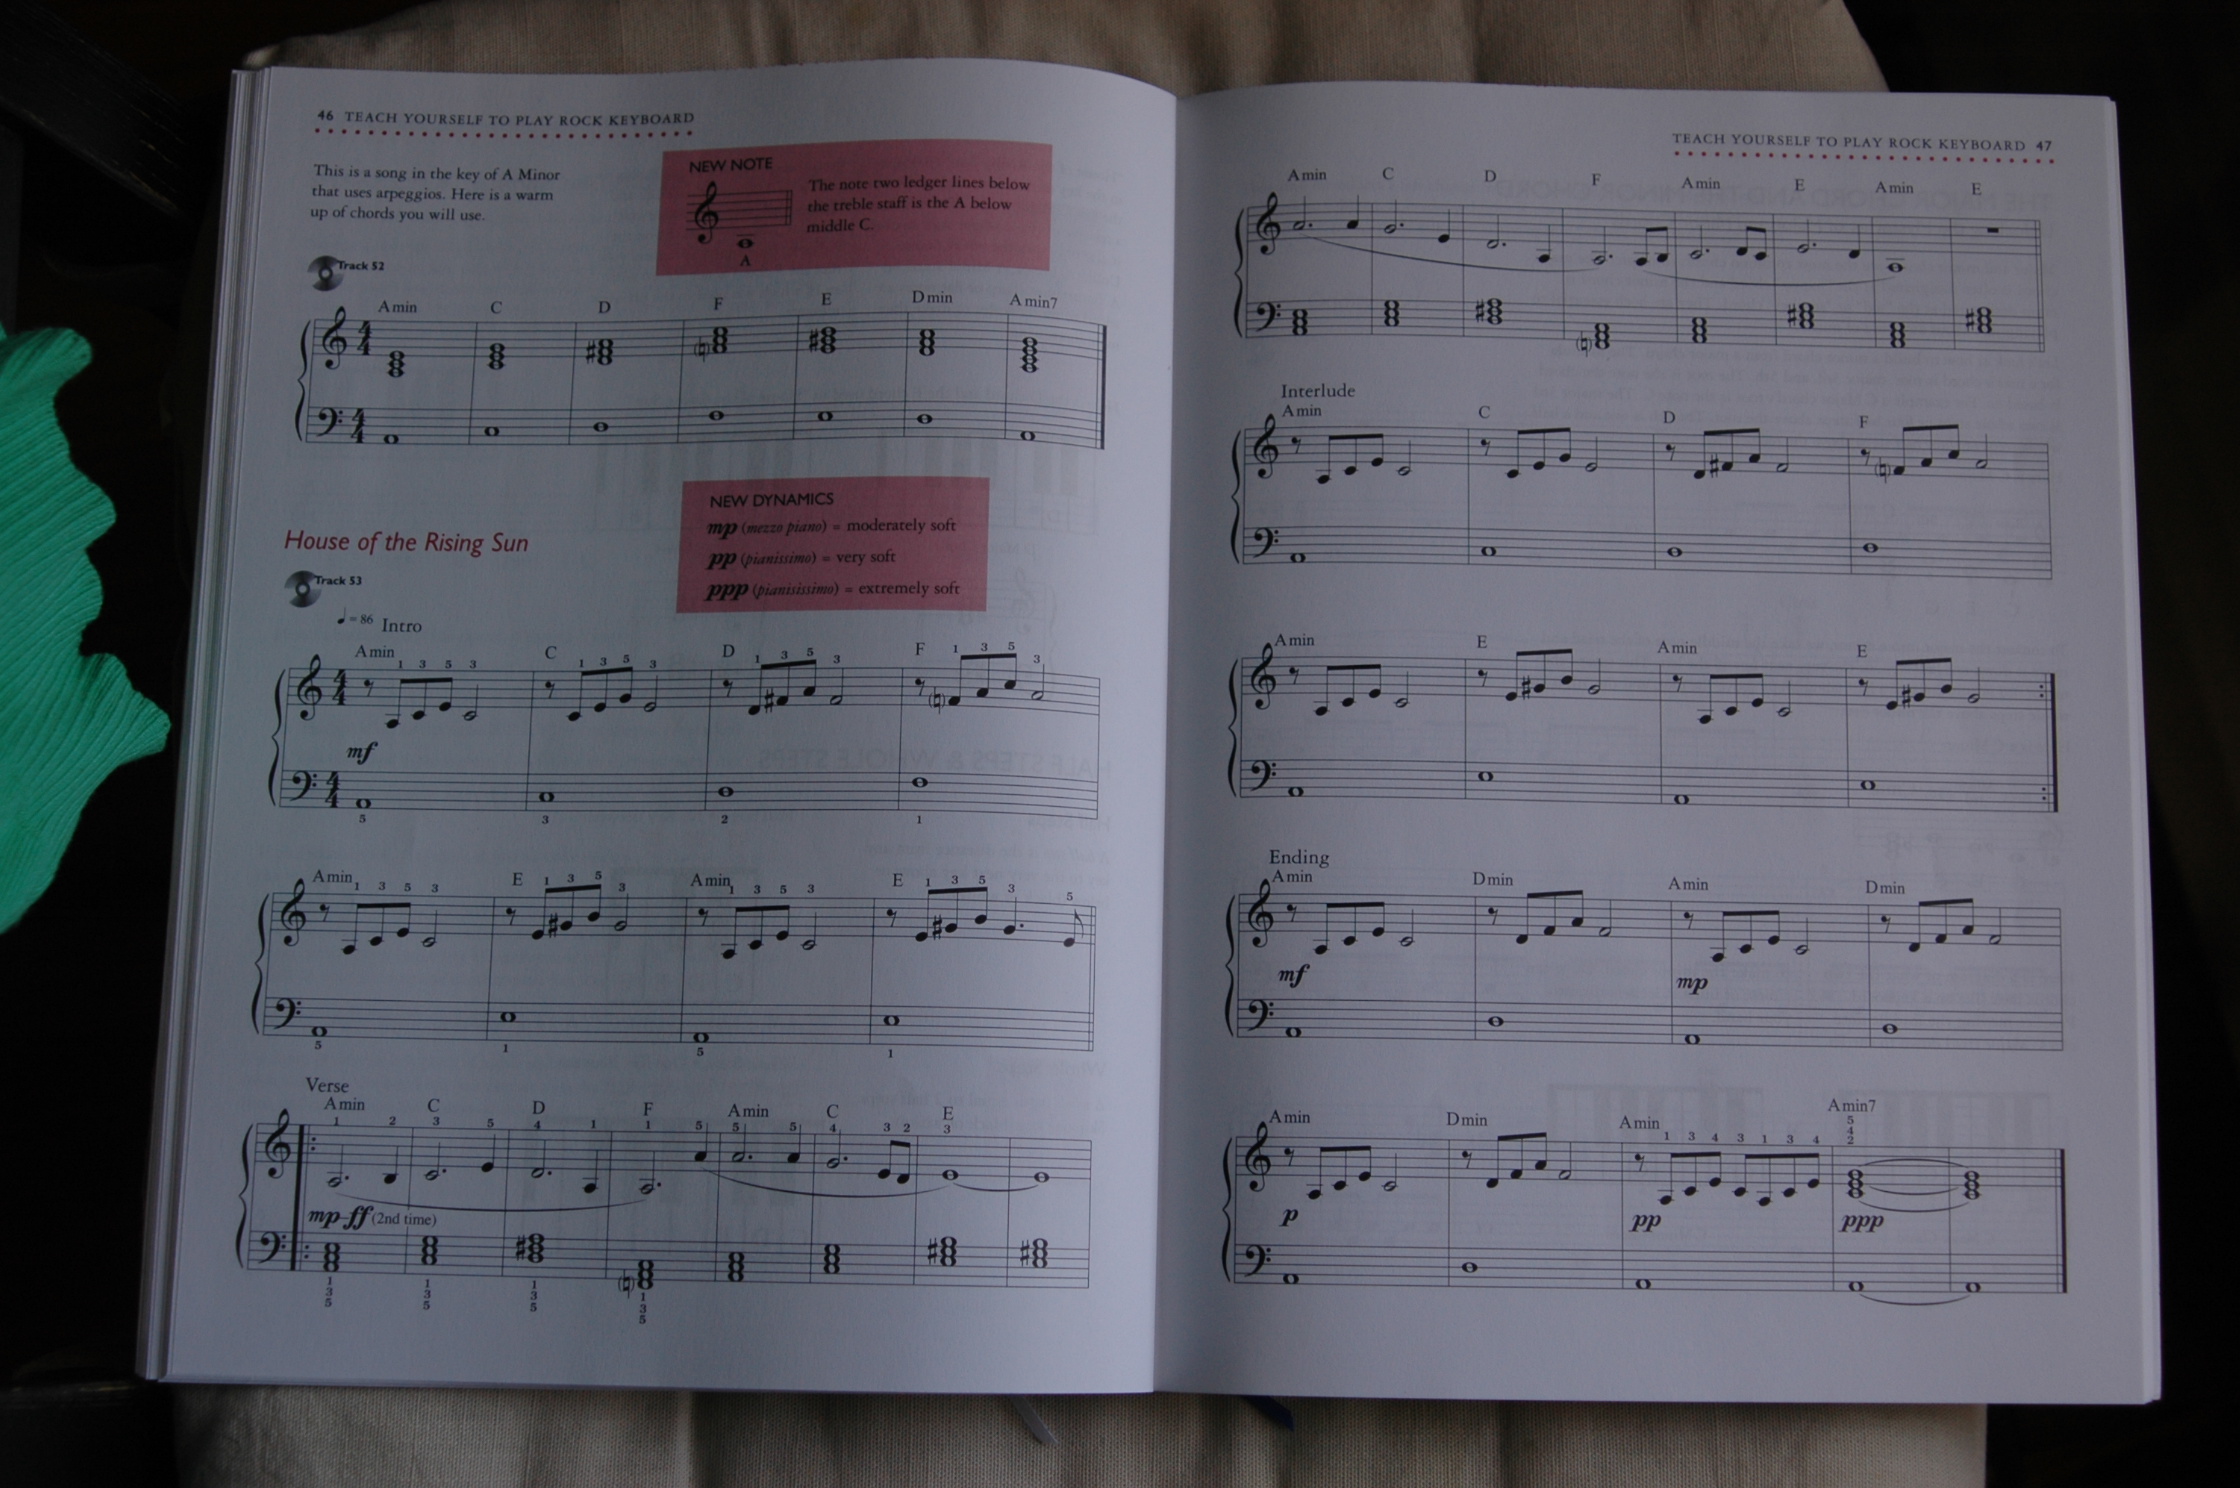 46 TEACH YOURSELF TO PLAY ROCK KEYBOARD
This is a song in the key of A Minor
that uses arpeggios. Here is a warm
up of chords you will use.
NEW NOTE
The note two ledger lines below
the treble staff is the A below
middle C.
A
Track 52
Amin C D F E Dmin Amin7
4 4
4 4
NEW DYNAMICS
mp (mezzo piano) = moderately soft
pp (pianissimo) = very soft
ppp (pianisissimo) = extremely soft
House of the Rising Sun
Track 53
= 86 Intro
Amin C D F
1 3 5 3 1 3 5 3 1 3 5 3 1 3 5 3
4 4
mf
4 4
5 3 2 1
Amin E Amin E
1 3 5 3 1 3 5 3 1 3 5 3 1 3 5 3 5
5 1 5 1
Verse
Amin C D F Amin C E
1 2 3 5 4 1 1 5 5 5 4 3 2 3
mp-ff (2nd time)
1 1 1 1
3 3 3 3
5 5 5 5
TEACH YOURSELF TO PLAY ROCK KEYBOARD 47
Amin C D F Amin E Amin E
Interlude
Amin C D F
Amin E Amin E
Ending
Amin Dmin Amin Dmin
mf mp
Amin Dmin Amin Amin7
1 3 4 3 1 3 4
5
4
2
p pp ppp